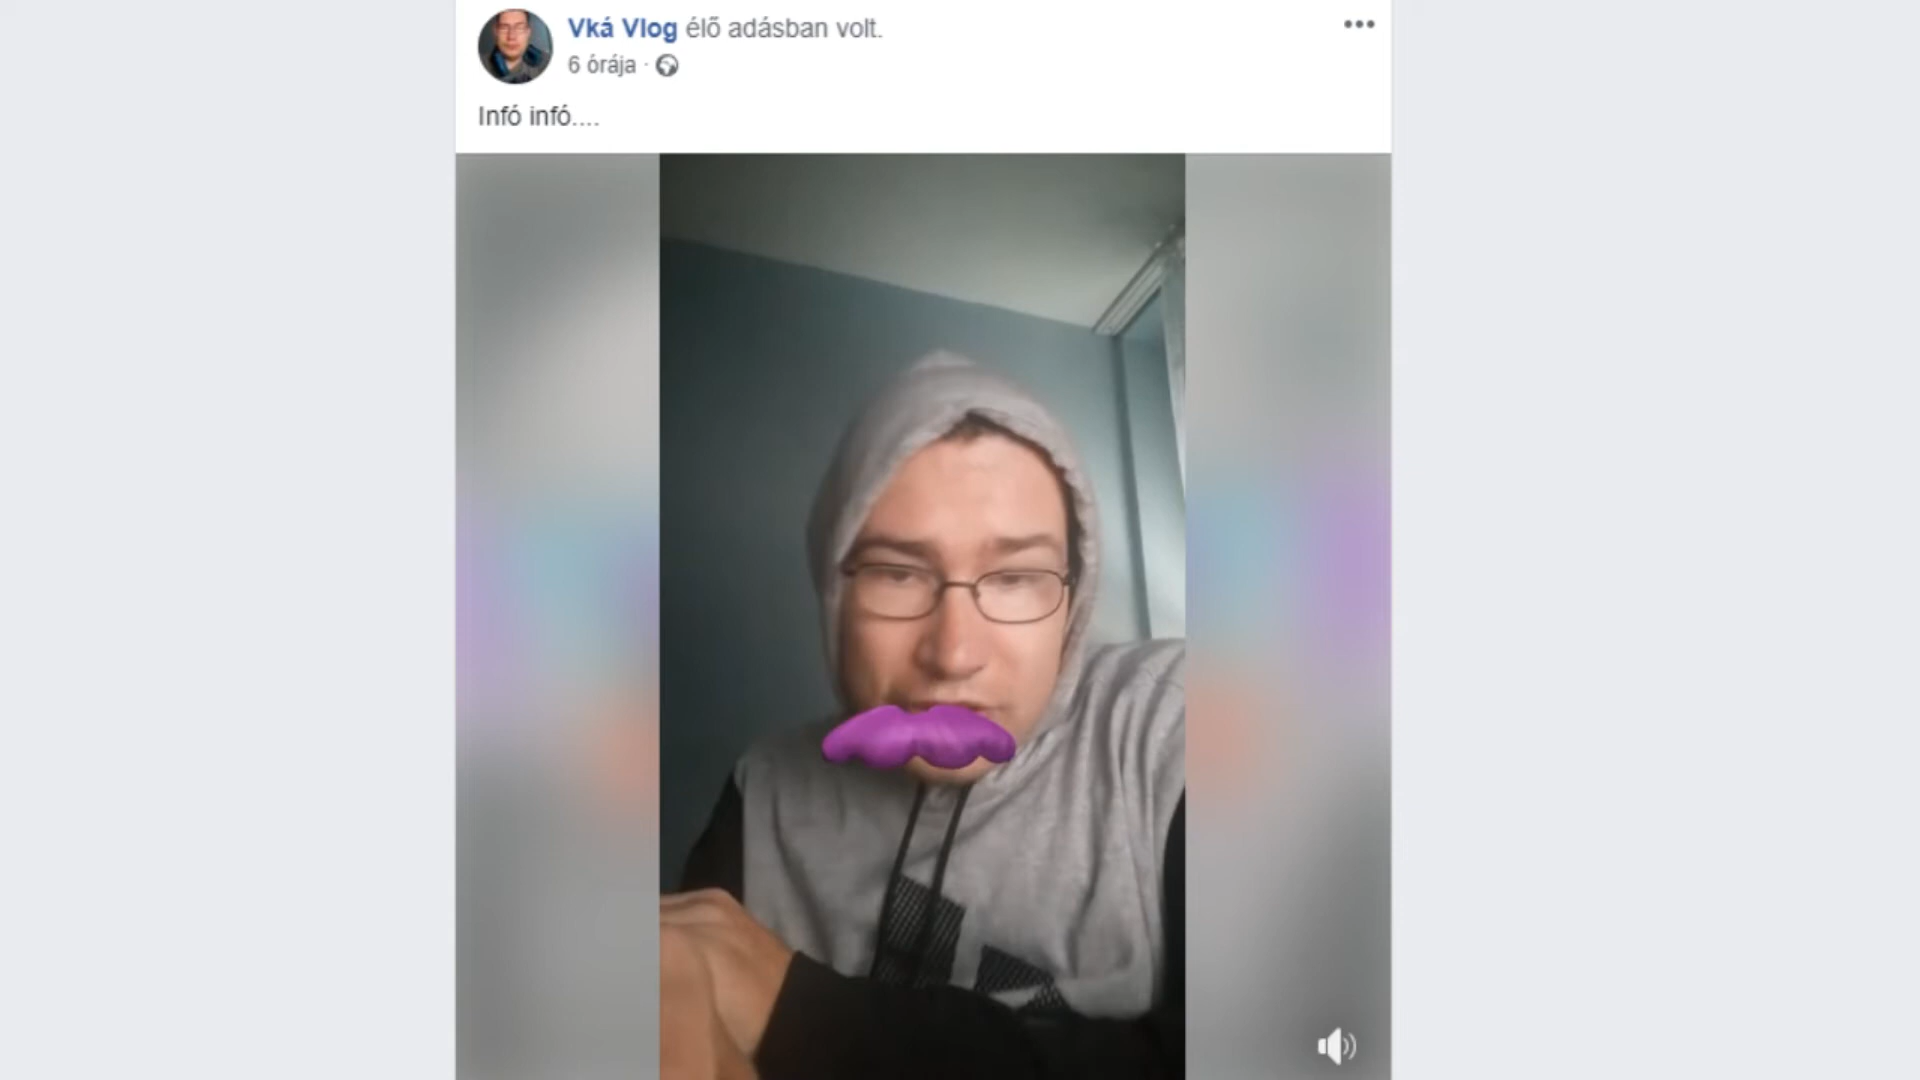 Vká Vlog élő adásban volt.
6 órája ·
Infó infó....